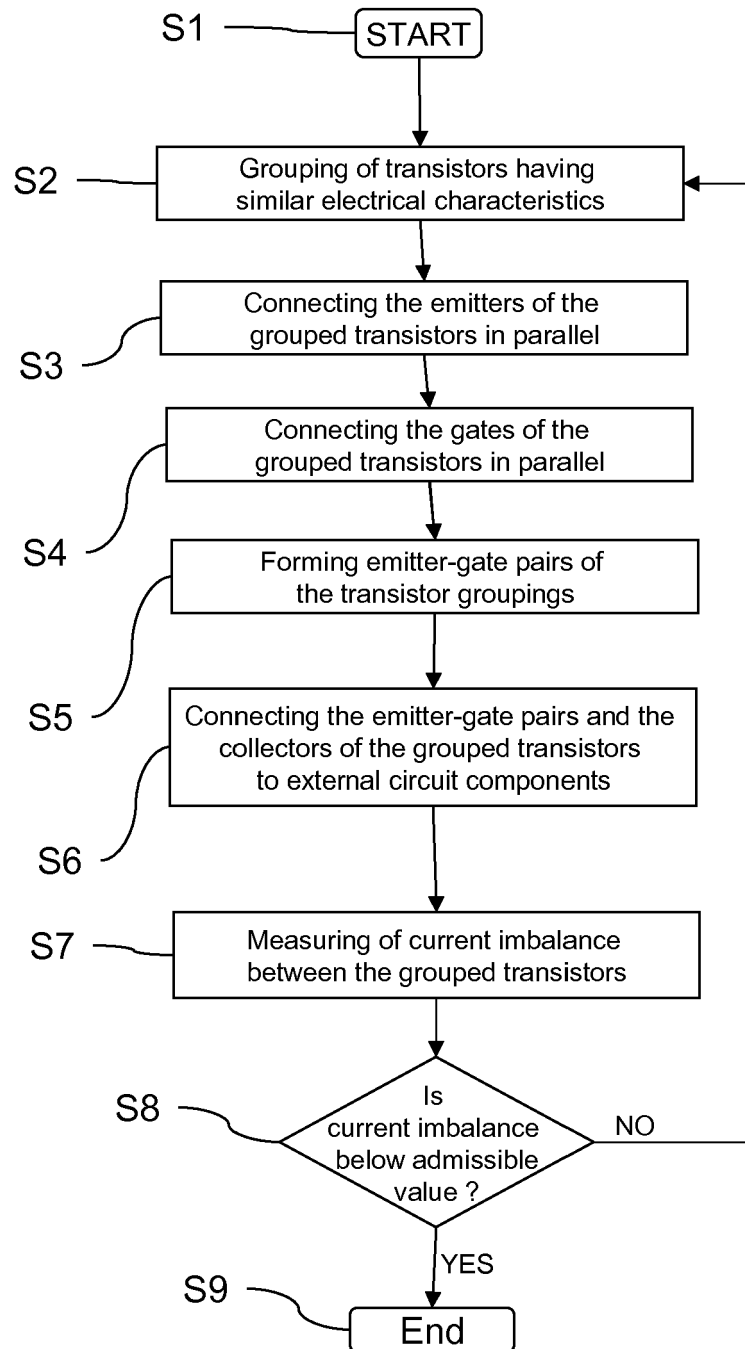 S1
START
S2
Grouping of transistors having
similar electrical characteristics
S3
Connecting the emitters of the
grouped transistors in parallel
S4
Connecting the gates of the
grouped transistors in parallel
S5
Forming emitter-gate pairs of
the transistor groupings
S6
Connecting the emitter-gate pairs and the
collectors of the grouped transistors
to external circuit components
S7
Measuring of current imbalance
between the grouped transistors
S8
Is
current imbalance
below admissible
value ?
NO
YES
S9
End